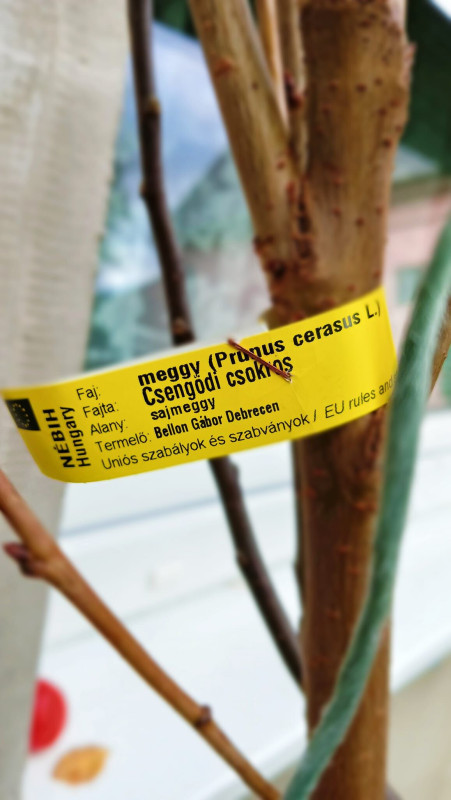 NÉBIH
Hungary
Faj: meggy (Prunus cerasus L.)
Fajta: Csengődi csokros
Alany: sajmeggy
Termelő: Bellon Gábor Debrecen
Uniós szabályok és szabványok / EU rules and